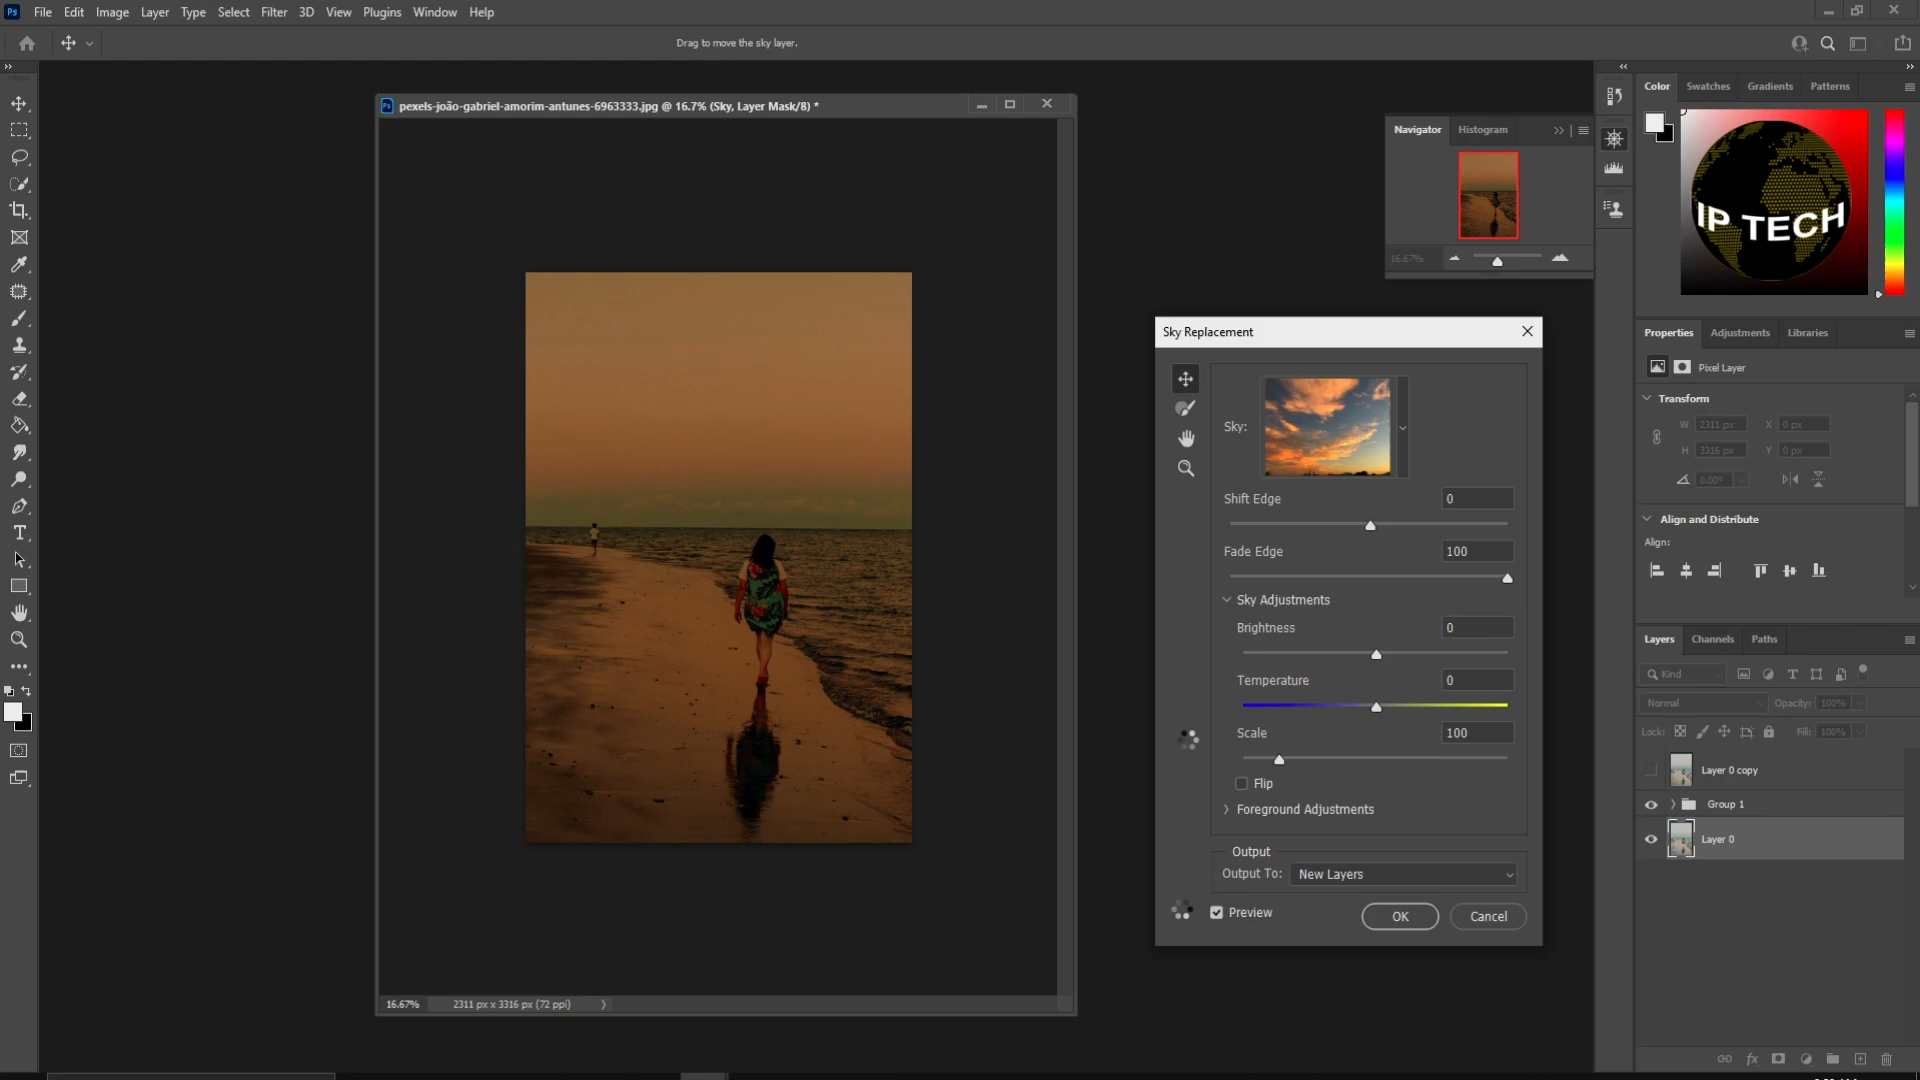 Ps File Edit Image Layer Type Select Filter 3D View Plugins Window Help
Drag to move the sky layer.
Ps pexels-joão-gabriel-amorim-antunes-6963333.jpg @ 16.7% (Sky, Layer Mask/8) *
16.67% 2311 px x 3316 px (72 ppi)
Navigator Histogram
16.67%
Sky Replacement
Sky:
Shift Edge 0
Fade Edge 100
Sky Adjustments
Brightness 0
Temperature 0
Scale 100
Flip
Foreground Adjustments
Output
Output To: New Layers
Preview OK Cancel
Color Swatches Gradients Patterns
IP TECH
Properties Adjustments Libraries
Pixel Layer
Transform
W 2311 px X 0 px
H 3316 px Y 0 px
0.00°
Align and Distribute
Align:
Layers Channels Paths
Kind
Normal Opacity: 100%
Lock: Fill: 100%
Layer 0 copy
Group 1
Layer 0